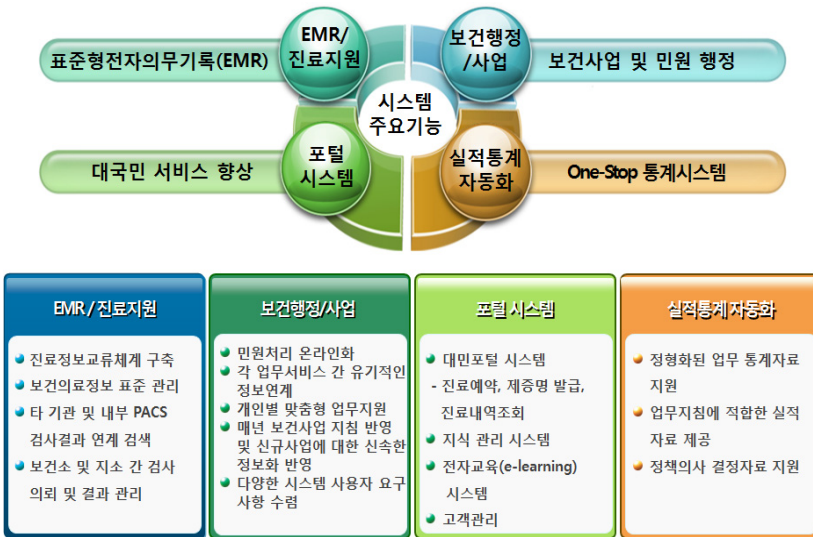 EMR/
진료지원
보건행정
/사업
표준형전자의무기록(EMR)
보건사업 및 민원 행정
시스템
주요기능
포털
시스템
실적통계
자동화
대국민 서비스 향상
One-Stop 통계시스템
EMR / 진료지원
진료정보교류체계 구축
보건의료정보 표준 관리
타 기관 및 내부 PACS
검사결과 연계 검색
보건소 및 지소 간 검사
의뢰 및 결과 관리
보건행정/사업
민원처리 온라인화
각 업무서비스 간 유기적인
정보연계
개인별 맞춤형 업무지원
매년 보건사업 지침 반영
및 신규사업에 대한 신속한
정보화 반영
다양한 시스템 사용자 요구
사항 수렴
포털 시스템
대민포털 시스템
- 진료예약, 제증명 발급,
진료내역조회
지식 관리 시스템
전자교육(e-learning)
시스템
고객관리
실적통계 자동화
정형화된 업무 통계자료
지원
업무지침에 적합한 실적
자료 제공
정책의사 결정자료 지원